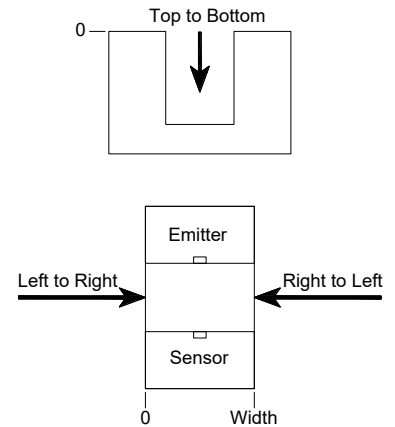 Top to Bottom
0
Emitter
Left to Right
Right to Left
Sensor
0
Width